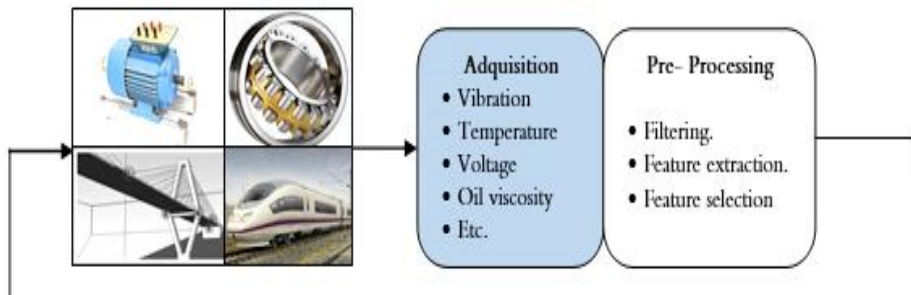 Adquisition
• Vibration
• Temperature
• Voltage
• Oil viscosity
• Etc.
Pre- Processing
• Filtering.
• Feature extraction.
• Feature selection